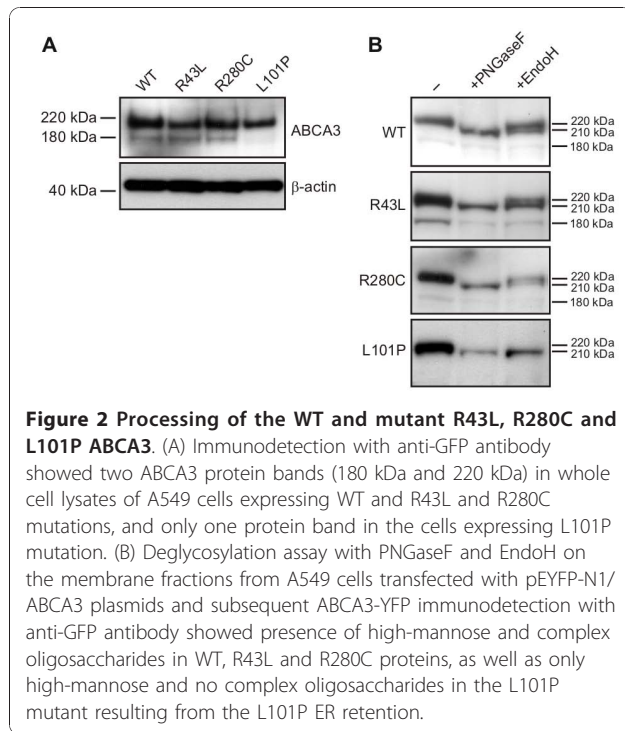 A
WT R43L R280C L101P
220 kDa
180 kDa
ABCA3
40 kDa
β-actin
B
– +PNGaseF +EndoH
WT
220 kDa
210 kDa
180 kDa
R43L
220 kDa
210 kDa
180 kDa
R280C
220 kDa
210 kDa
180 kDa
L101P
220 kDa
210 kDa
Figure 2 Processing of the WT and mutant R43L, R280C and
L101P ABCA3. (A) Immunodetection with anti-GFP antibody
showed two ABCA3 protein bands (180 kDa and 220 kDa) in whole
cell lysates of A549 cells expressing WT and R43L and R280C
mutations, and only one protein band in the cells expressing L101P
mutation. (B) Deglycosylation assay with PNGaseF and EndoH on
the membrane fractions from A549 cells transfected with pEYFP-N1/
ABCA3 plasmids and subsequent ABCA3-YFP immunodetection with
anti-GFP antibody showed presence of high-mannose and complex
oligosaccharides in WT, R43L and R280C proteins, as well as only
high-mannose and no complex oligosaccharides in the L101P
mutant resulting from the L101P ER retention.